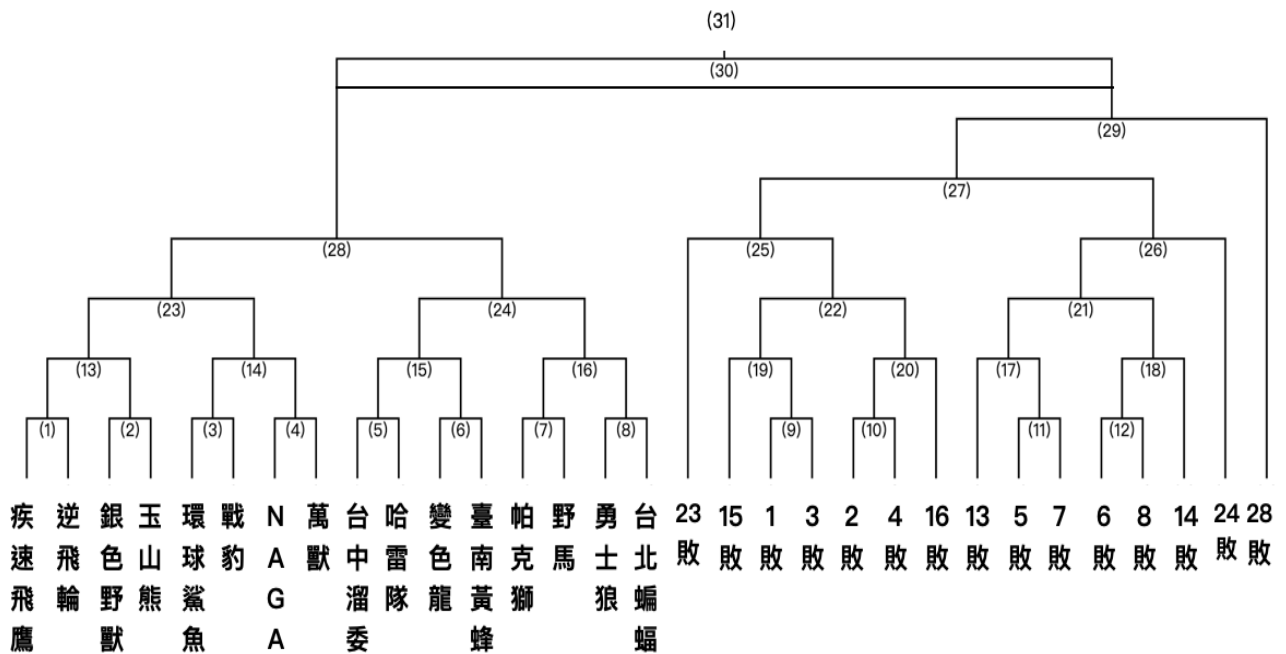 (31)
(30)
(29)
(27)
(28)
(25)
(26)
(23)
(24)
(22)
(21)
(13)
(14)
(15)
(16)
(19)
(20)
(17)
(18)
(1)
(2)
(3)
(4)
(5)
(6)
(7)
(8)
(9)
(10)
(11)
(12)
疾速飛鷹
逆飛輪
銀色野獸
玉山熊
環球鯊魚
戰豹
NAGA
萬獸
台中溜委
哈雷隊
變色龍
臺南黃蜂
帕克獅
野馬
勇士狼
台北蝙蝠
23敗
15敗
1敗
3敗
2敗
4敗
16敗
13敗
5敗
7敗
6敗
8敗
14敗
24敗
28敗